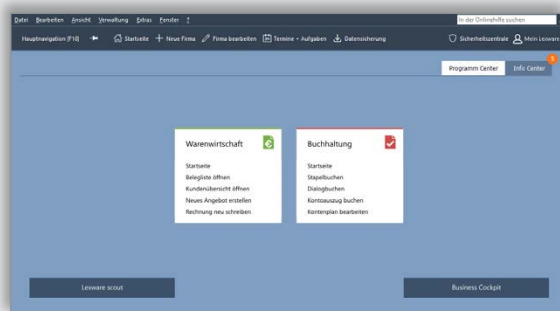 Datei Bearbeiten Ansicht Verwaltung Extras Fenster ?
In der Onlinehilfe suchen
Hauptnavigation [F10] Startseite Neue Firma Firma bearbeiten Termine + Aufgaben Datensicherung Sicherheitszentrale Mein Lexware
5
Programm Center Info Center
Warenwirtschaft
Startseite
Belegliste öffnen
Kundenübersicht öffnen
Neues Angebot erstellen
Rechnung neu schreiben
Buchhaltung
Startseite
Stapelbuchen
Dialogbuchen
Kontoauszug buchen
Kontenplan bearbeiten
Lexware scout
Business Cockpit